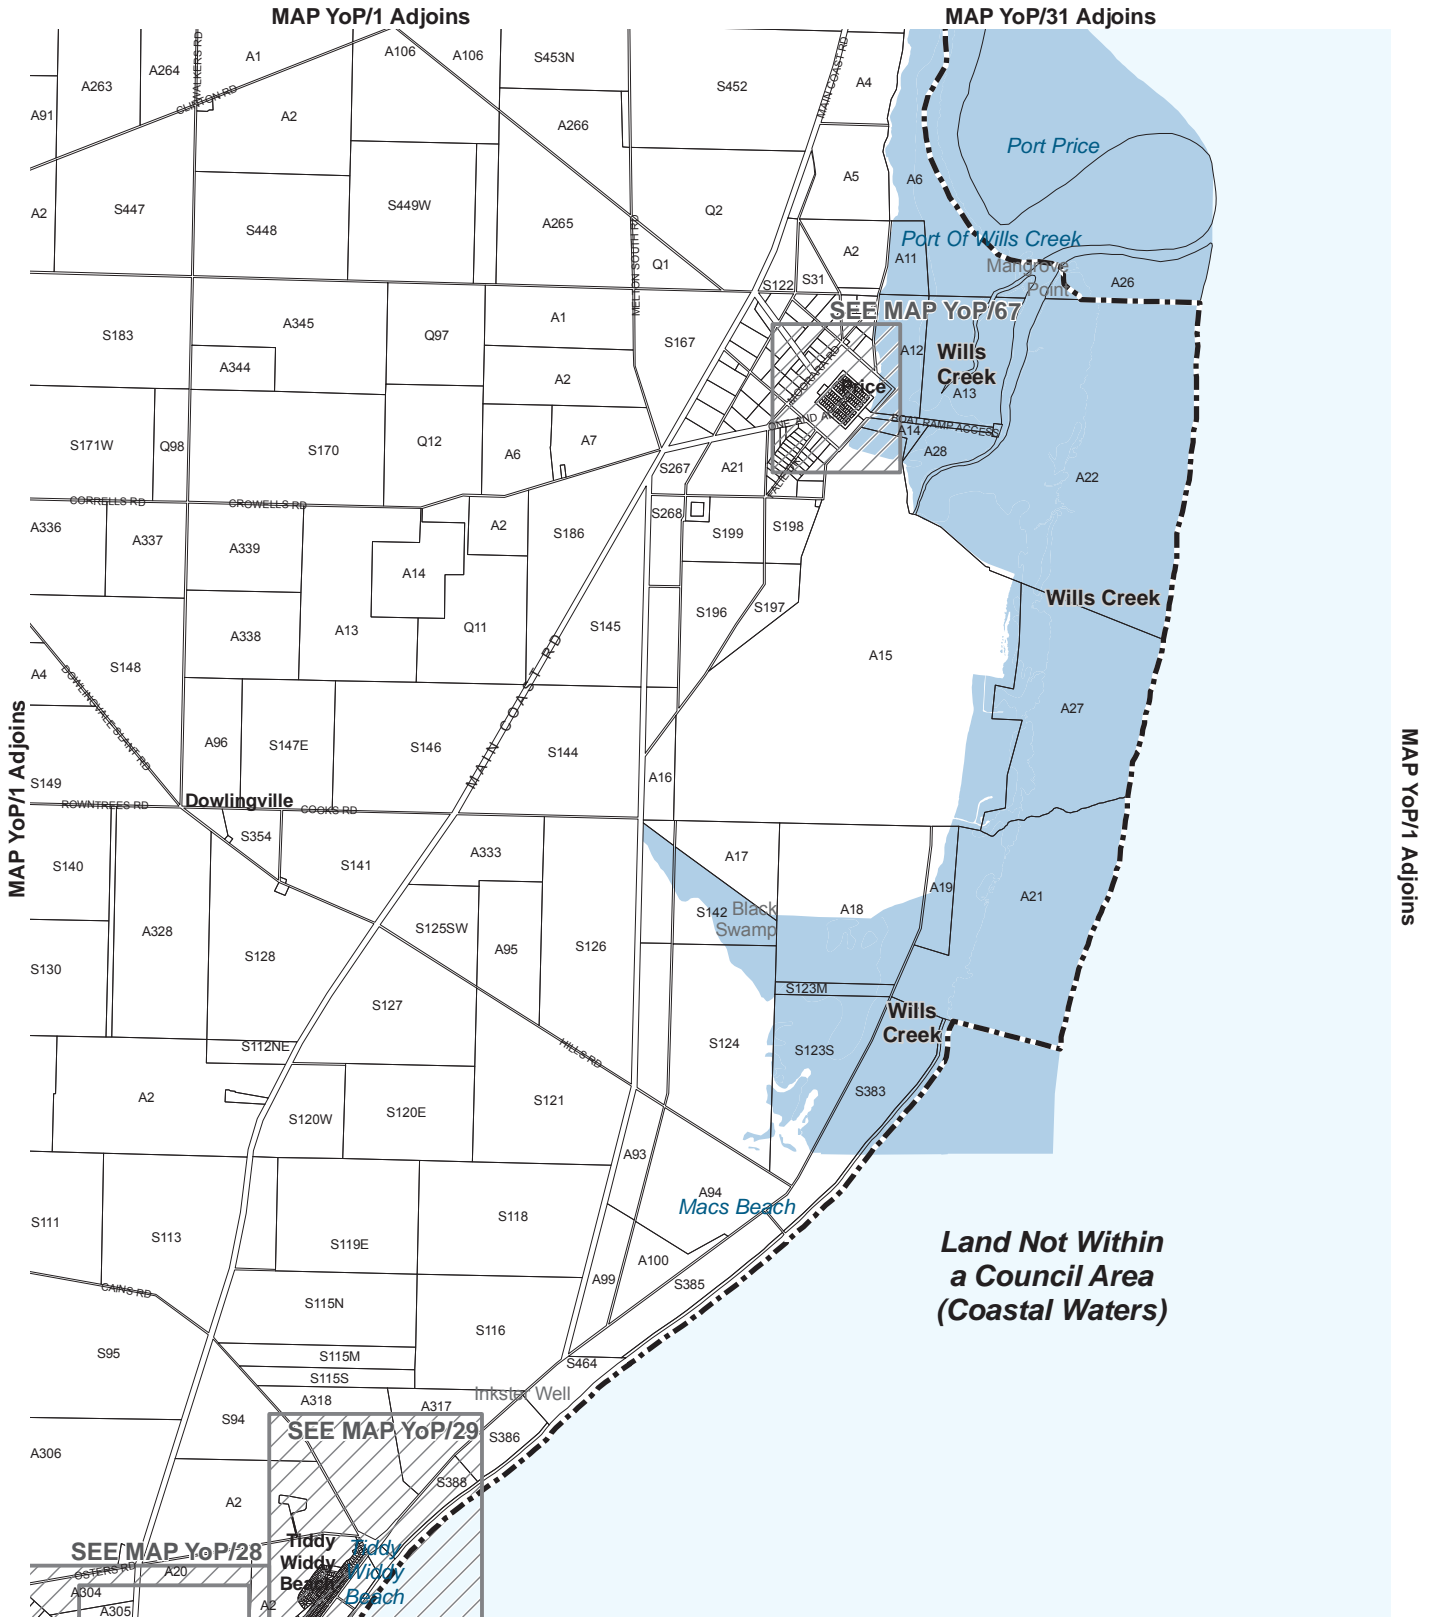 MAP YoP/1 Adjoins
MAP YoP/31 Adjoins
A263
A264
WALKERS RD
A1
A106
A106
S453N
S452
MAIN COAST RD
A4
A91
CLINTON RD
A2
A266
Port Price
A5
A6
A2
S447
S448
S449W
A265
MELTON SOUTH RD
Q2
Q1
A2
A11
Port Of Wills Creek
Mangrove
Point
A26
S122
S31
SEE MAP YoP/67
S183
A345
A344
Q97
A1
A2
S167
MOORARA RD
Price
A12
Wills
Creek
A13
S171W
Q98
S170
Q12
A6
A7
S267
A21
BOAT RAMP ACCESS
A14
A28
A22
CORRELLS RD
CROWELLS RD
A336
A337
A339
A14
A2
S186
S268
S199
S198
A338
A13
Q11
S145
S196
S197
A15
Wills Creek
A4
S148
DOWLINGVALE SLANT RD
A96
S147E
S146
MAIN COAST RD
S144
A16
A27
MAP YoP/1 Adjoins
MAP YoP/1 Adjoins
S149
ROWNTREES RD
Dowlingville
COOKS RD
S354
S140
S141
A333
A17
A19
A21
A328
S128
S125SW
A95
S126
S142
Black
Swamp
A18
S130
S127
S123M
Wills
Creek
S112NE
HILLS RD
S124
S123S
S383
A2
S120W
S120E
S121
A93
A94
Macs Beach
S111
S113
S119E
S118
A100
A99
S385
Land Not Within
a Council Area
(Coastal Waters)
CAINS RD
S115N
S116
S95
S115M
S115S
S464
Inkster Well
A318
A317
S94
SEE MAP YoP/29
S386
A306
S388
A2
SEE MAP YoP/28
OSTERS RD
A20
Tiddy
Widdy
Beach
Tiddy
Widdy
Beach
A304
A305
A2